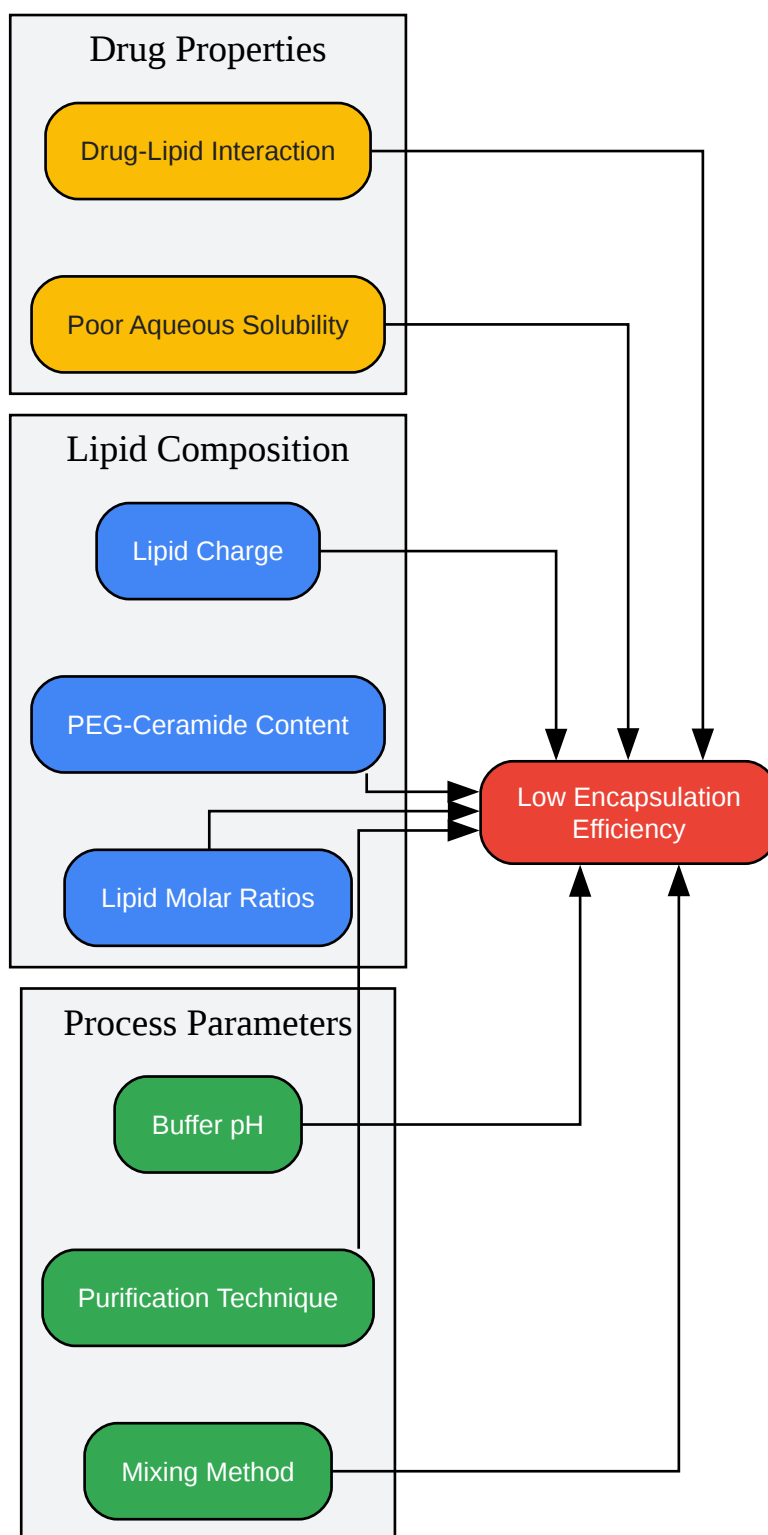 Drug Properties
Drug-Lipid Interaction
Poor Aqueous Solubility
Lipid Composition
Lipid Charge
PEG-Ceramide Content
Low Encapsulation
Efficiency
Lipid Molar Ratios
Process Parameters
Buffer pH
Purification Technique
Mixing Method